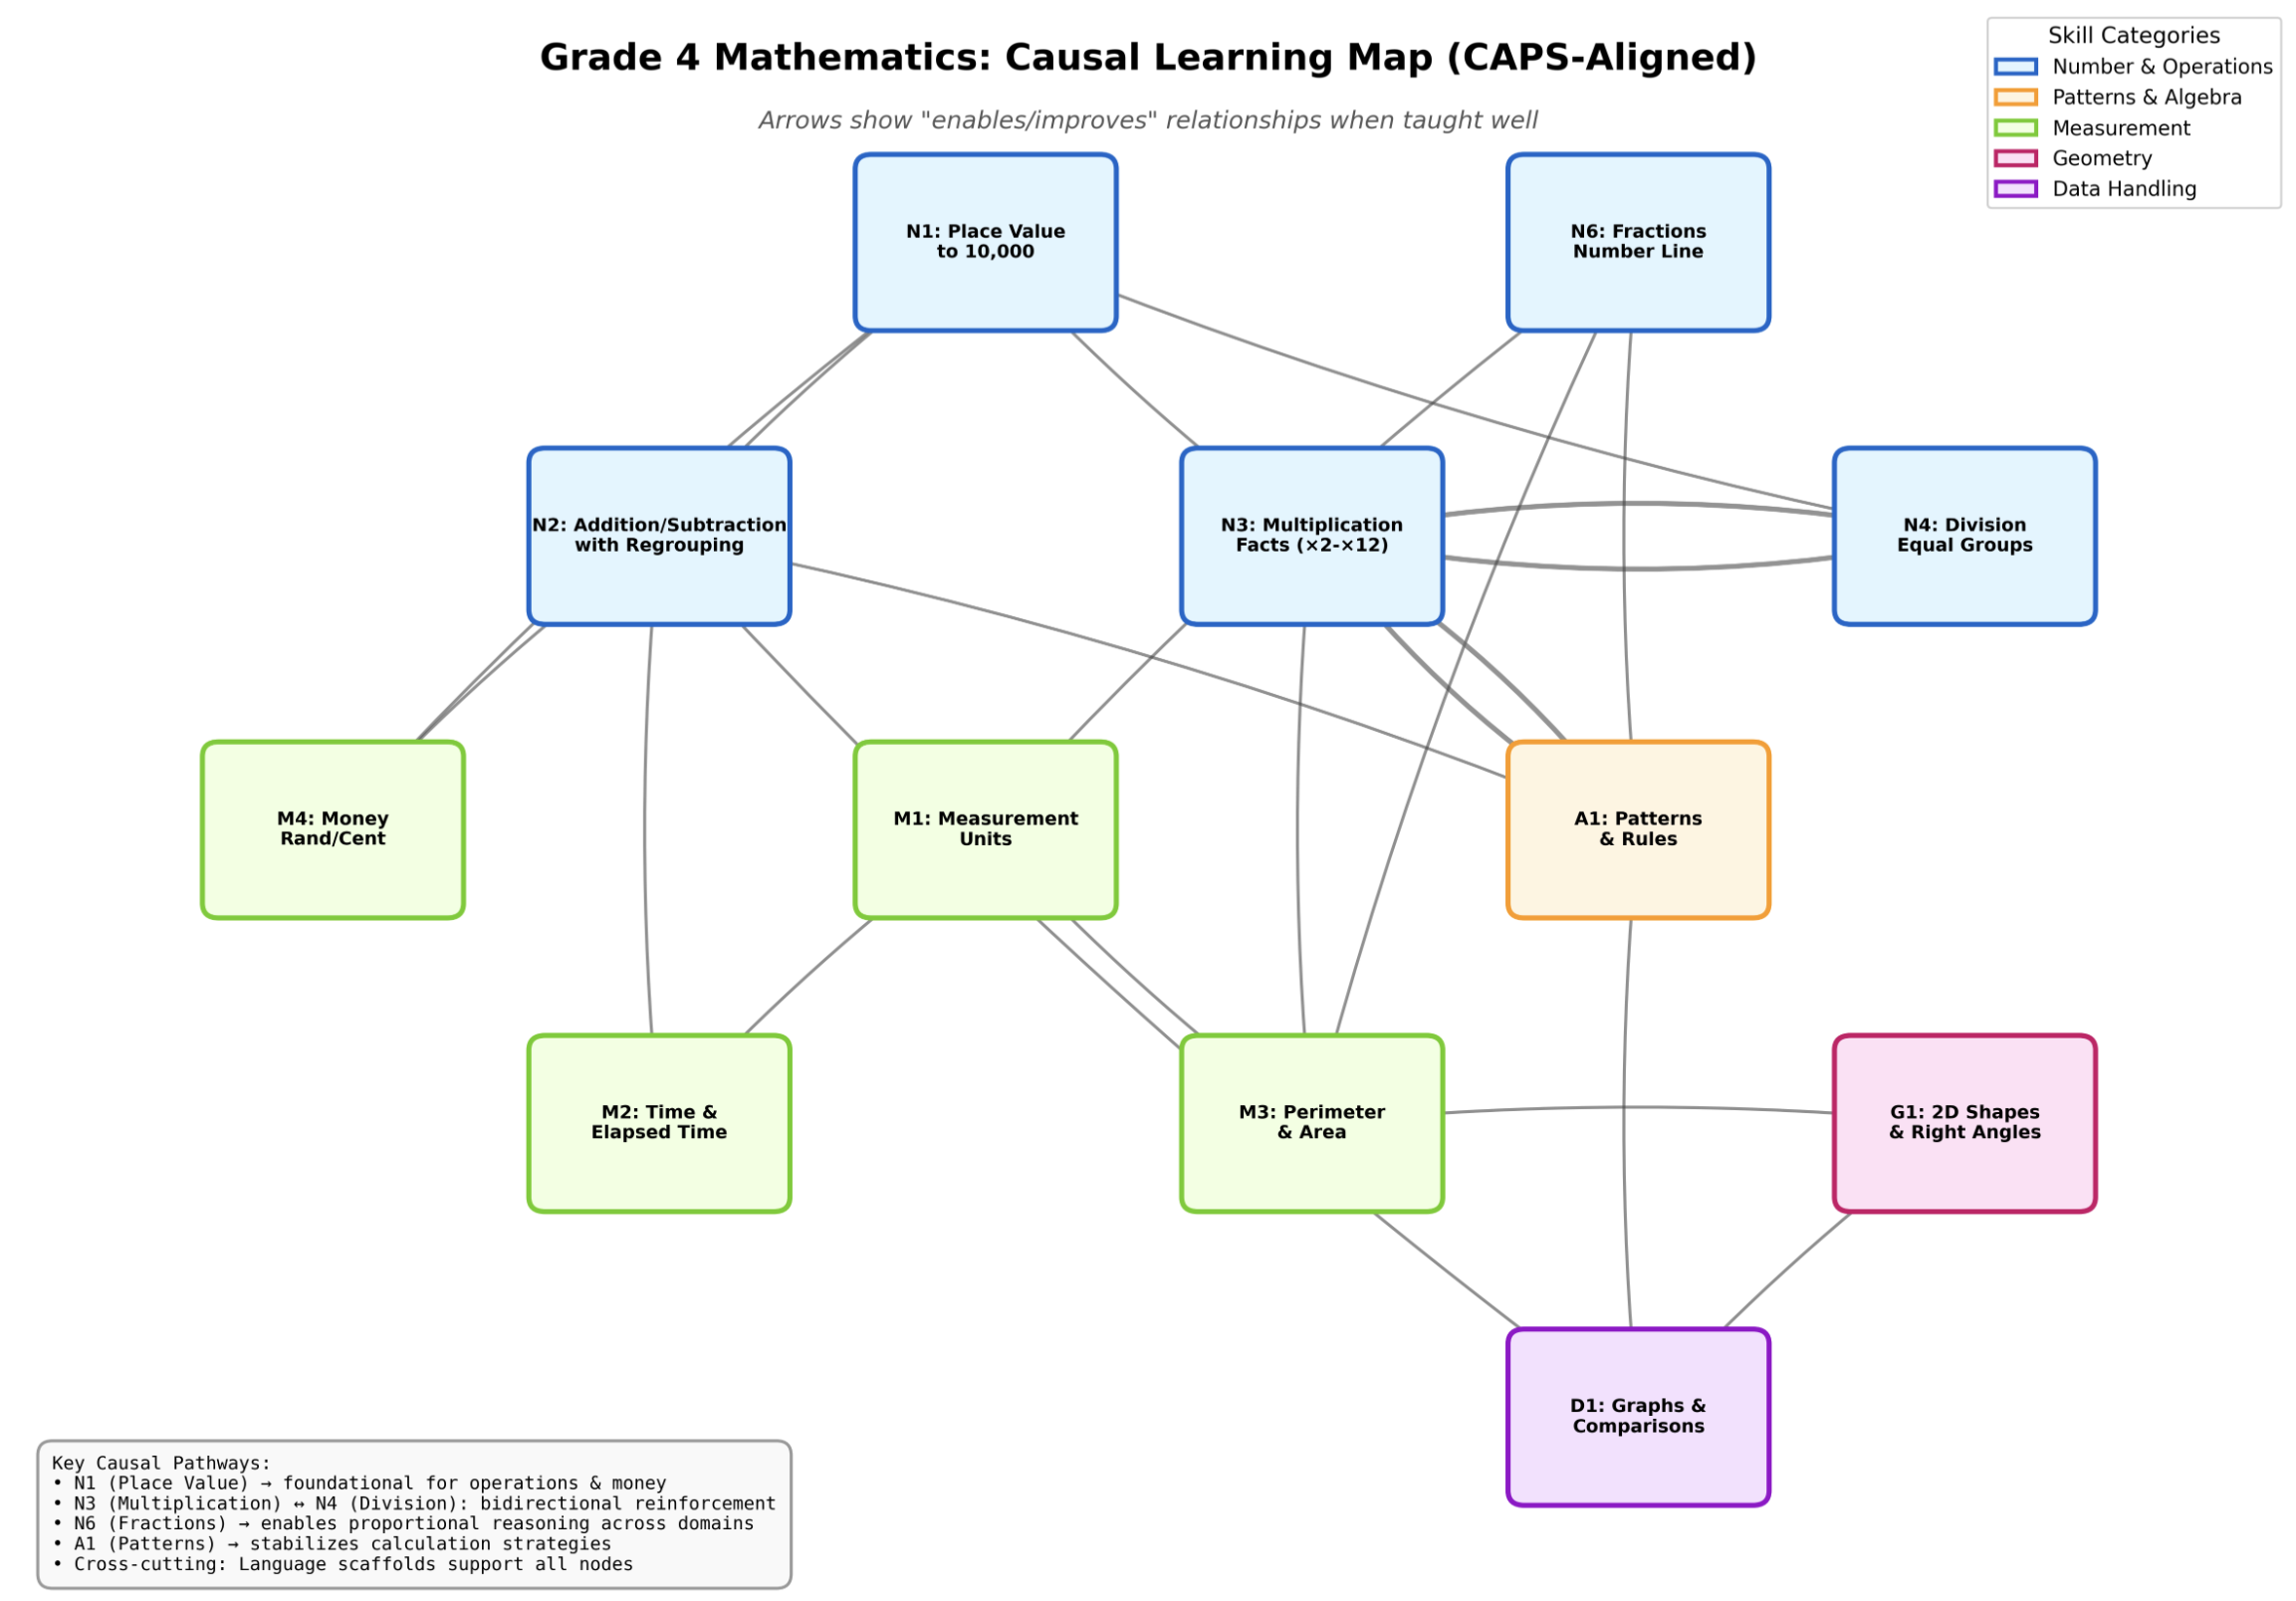 Grade 4 Mathematics: Causal Learning Map (CAPS-Aligned)
Arrows show "enables/improves" relationships when taught well
Skill Categories
Number & Operations
Patterns & Algebra
Measurement
Geometry
Data Handling
N1: Place Value
to 10,000
N6: Fractions
Number Line
N2: Addition/Subtraction
with Regrouping
N3: Multiplication
Facts (×2-×12)
N4: Division
Equal Groups
M4: Money
Rand/Cent
M1: Measurement
Units
A1: Patterns
& Rules
M2: Time &
Elapsed Time
M3: Perimeter
& Area
G1: 2D Shapes
& Right Angles
D1: Graphs &
Comparisons
Key Causal Pathways:
• N1 (Place Value) → foundational for operations & money
• N3 (Multiplication) ↔ N4 (Division): bidirectional reinforcement
• N6 (Fractions) → enables proportional reasoning across domains
• A1 (Patterns) → stabilizes calculation strategies
• Cross-cutting: Language scaffolds support all nodes